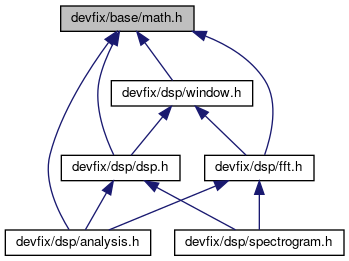 devfix/base/math.h
devfix/dsp/window.h
devfix/dsp/dsp.h
devfix/dsp/fft.h
devfix/dsp/analysis.h
devfix/dsp/spectrogram.h